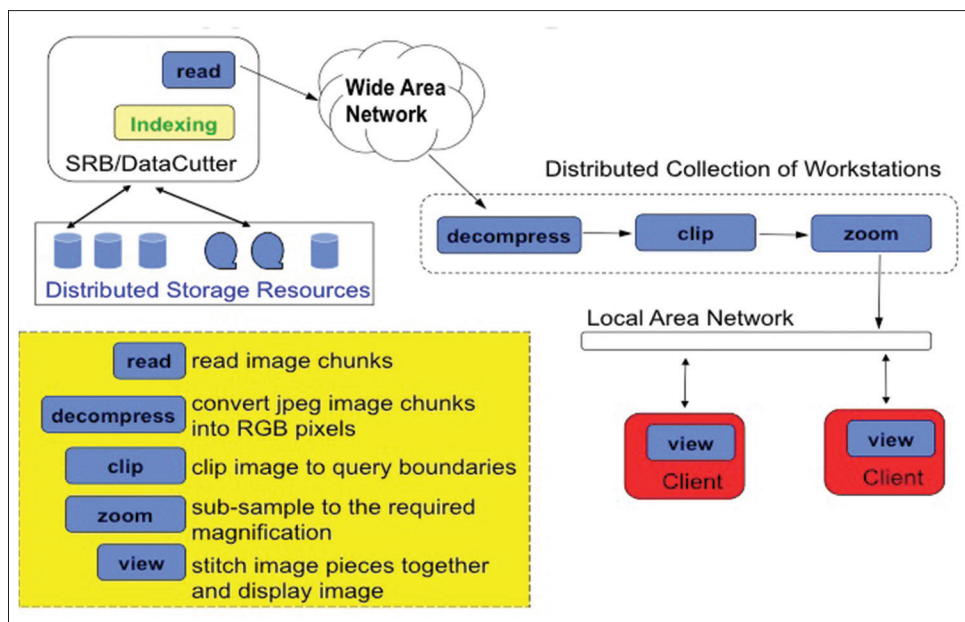 read
Indexing
SRB/DataCutter
Wide Area
Network
Distributed Storage Resources
Distributed Collection of Workstations
decompress
clip
zoom
Local Area Network
view
Client
view
Client
read read image chunks
decompress convert jpeg image chunks
into RGB pixels
clip clip image to query boundaries
zoom sub-sample to the required
magnification
view stitch image pieces together
and display image